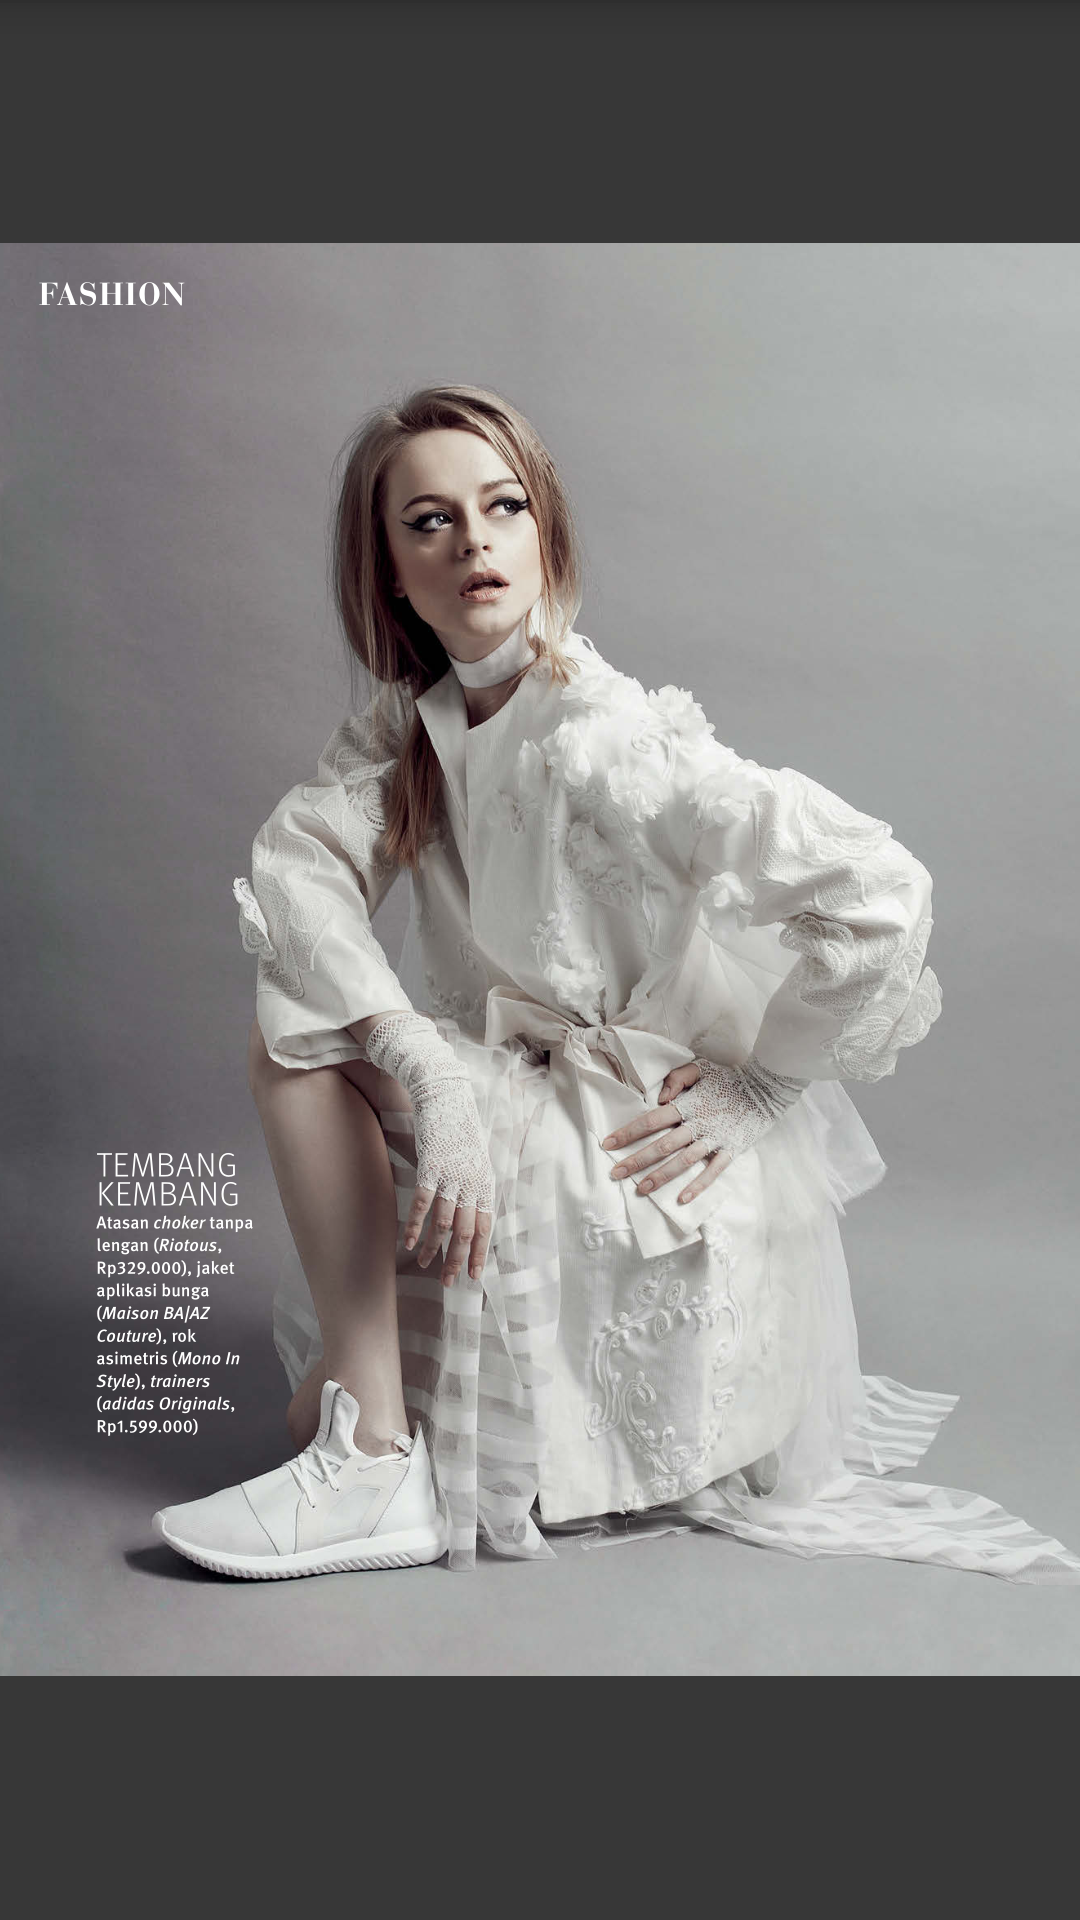 FASHION
TEMBANG
KEMBANG
Atasan choker tanpa
lengan (Riotous,
Rp329.000), jaket
aplikasi bunga
(Maison BA|AZ
Couture), rok
asimetris (Mono In
Style), trainers
(adidas Originals,
Rp1.599.000)